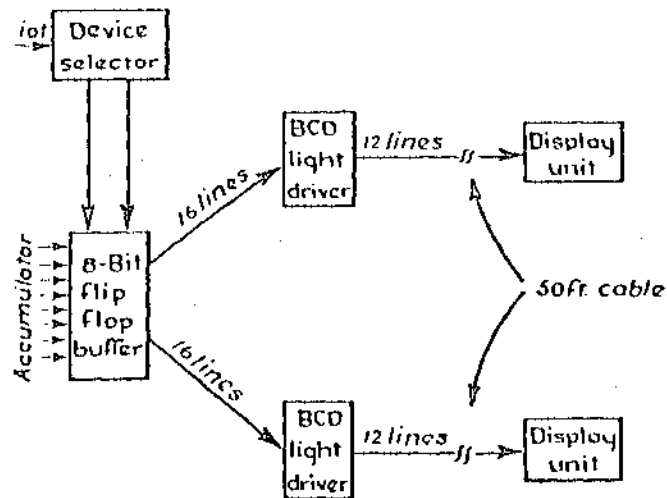 iot
Device
selector
BCD
light
driver
12 lines
Display
unit
16 lines
Accumulator
8-Bit
flip
flop
buffer
50ft. cable
16 lines
BCD
light
driver
12 lines
Display
unit